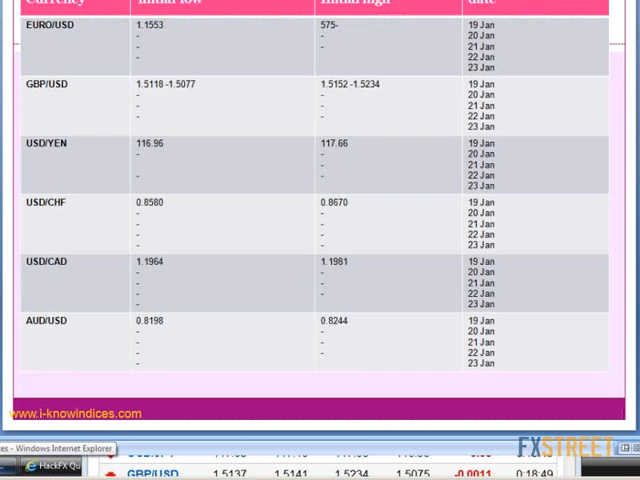 Currency Initial low Initial high date
EURO/USD 1.1553 575- 19 Jan
- - 20 Jan
- - 21 Jan
- 22 Jan
23 Jan
GBP/USD 1.5118 -1.5077 1.5152 -1.5234 19 Jan
- - 20 Jan
- - 21 Jan
- - 22 Jan
- 23 Jan
USD/YEN 116.96 117.66 19 Jan
- - 20 Jan
- 21 Jan
- - 22 Jan
- 23 Jan
USD/CHF 0.8580 0.8670 19 Jan
- - 20 Jan
- - 21 Jan
- - 22 Jan
- - 23 Jan
USD/CAD 1.1964 1.1981 19 Jan
- - 20 Jan
- - 21 Jan
- - 22 Jan
- 23 Jan
AUD/USD 0.8198 0.8244 19 Jan
- - 20 Jan
- - 21 Jan
- - 22 Jan
- 23 Jan
www.i-knowindices.com
es - Windows Internet Explorer
FXSTREET
HackFX Qu
GBP/USD 1.5137 1.5141 1.5234 1.5075 -0.0011 0:18:49